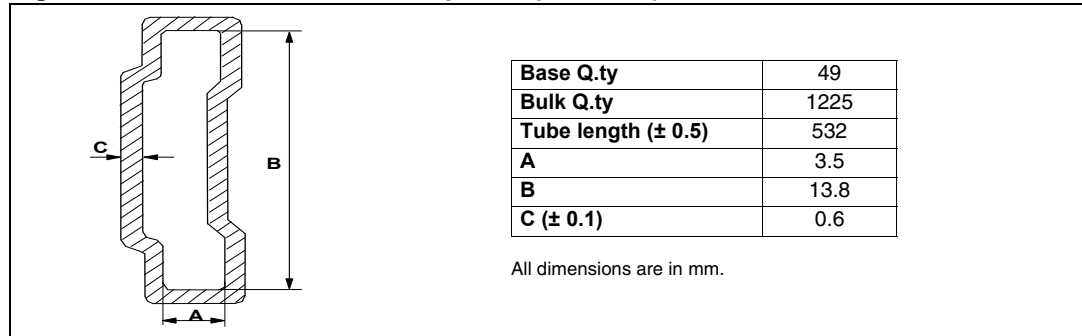 C
B
A
Base Q.ty 49
Bulk Q.ty 1225
Tube length (± 0.5) 532
A 3.5
B 13.8
C (± 0.1) 0.6
All dimensions are in mm.